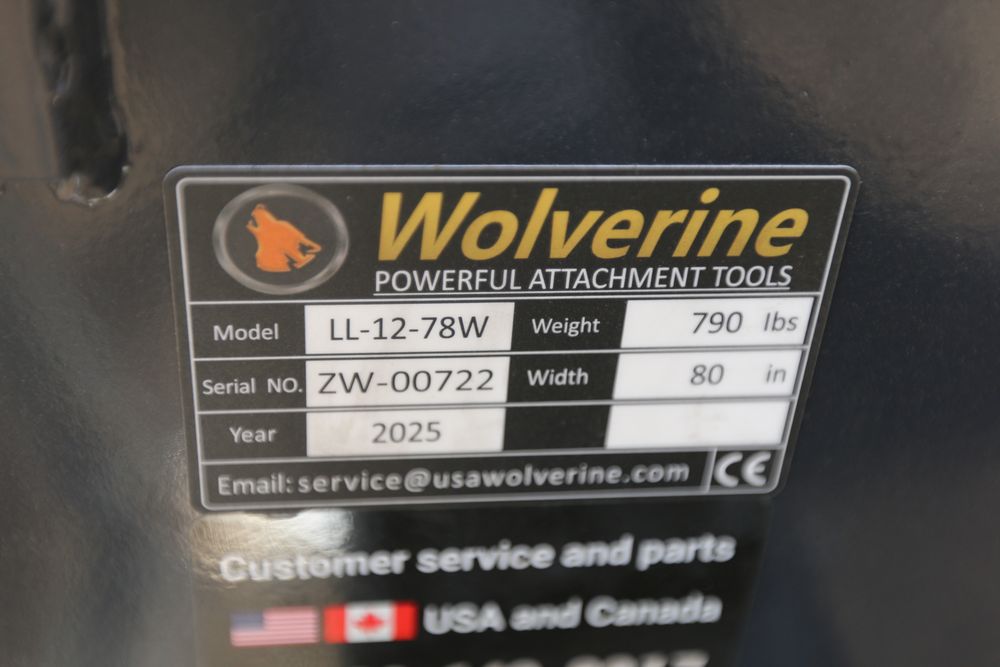 Wolverine
POWERFUL ATTACHMENT TOOLS
Model LL-12-78W Weight 790 lbs
Serial NO. ZW-00722 Width 80 in
Year 2025
Email: service@usawolverine.com CE
Customer service and parts
USA and Canada